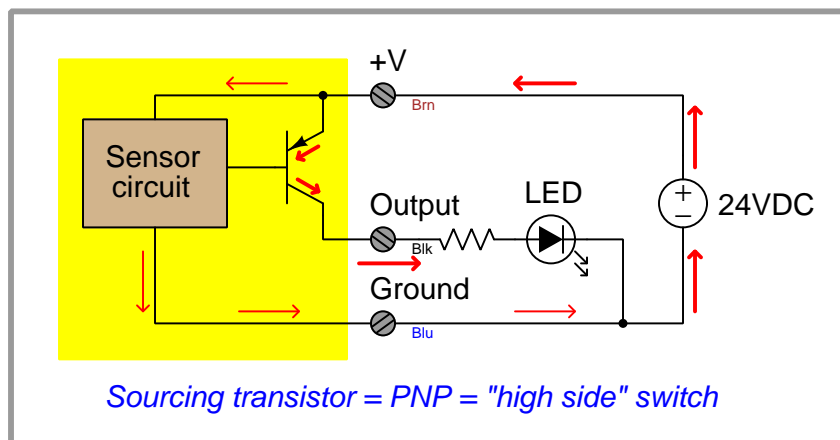 +V
Brn
Sensor
circuit
Output
LED
+
−
24VDC
Blk
Ground
Blu
Sourcing transistor = PNP = "high side" switch